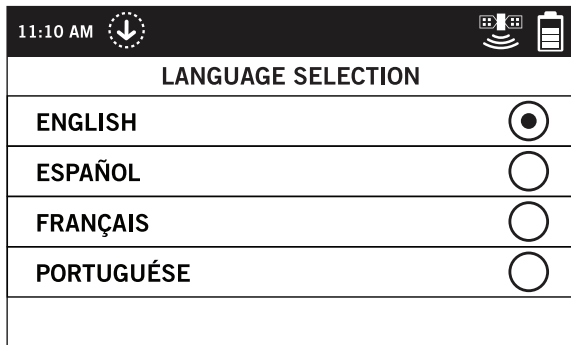 11:10 AM
LANGUAGE SELECTION
ENGLISH
ESPAÑOL
FRANÇAIS
PORTUGUÉSE